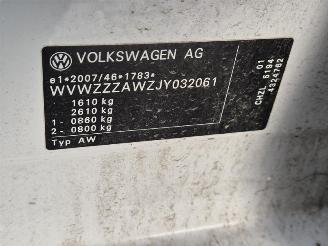 VOLKSWAGEN AG
e1*2007/46*1783*
WVWZZZAWZJY032061
1610 kg
2610 kg
1- 0860 kg
2- 0800 kg
Typ AW
01
CHZL 5194
4324762